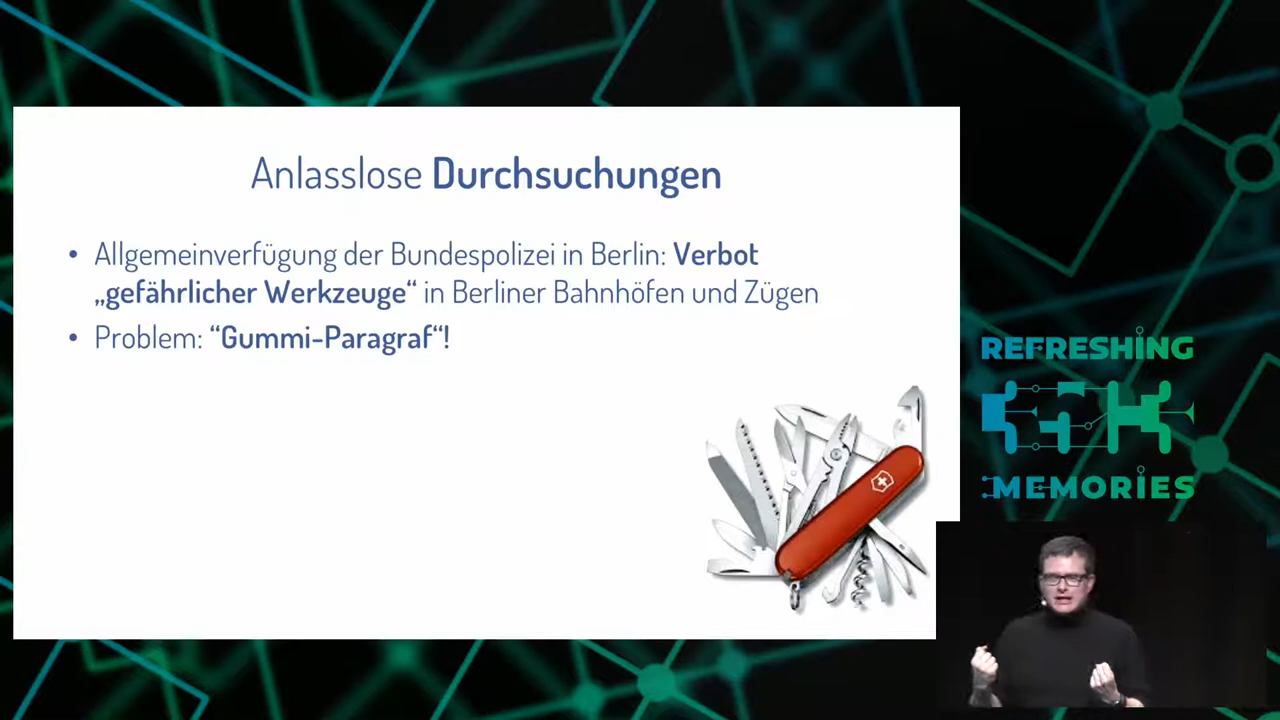 Anlasslose Durchsuchungen
• Allgemeinverfügung der Bundespolizei in Berlin: Verbot
„gefährlicher Werkzeuge“ in Berliner Bahnhöfen und Zügen
• Problem: “Gummi-Paragraf“!
REFRESHING
35C3
MEMORIES